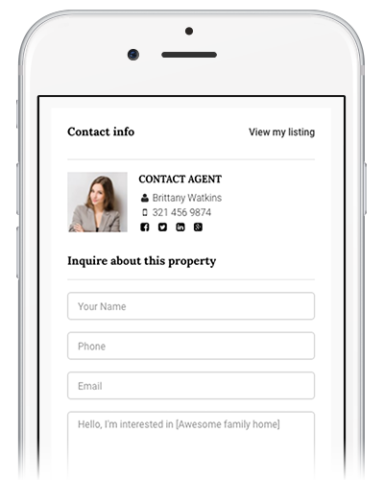 Contact info
View my listing
CONTACT AGENT
Brittany Watkins
321 456 9874
Inquire about this property
Your Name
Phone
Email
Hello, I'm interested in [Awesome family home]